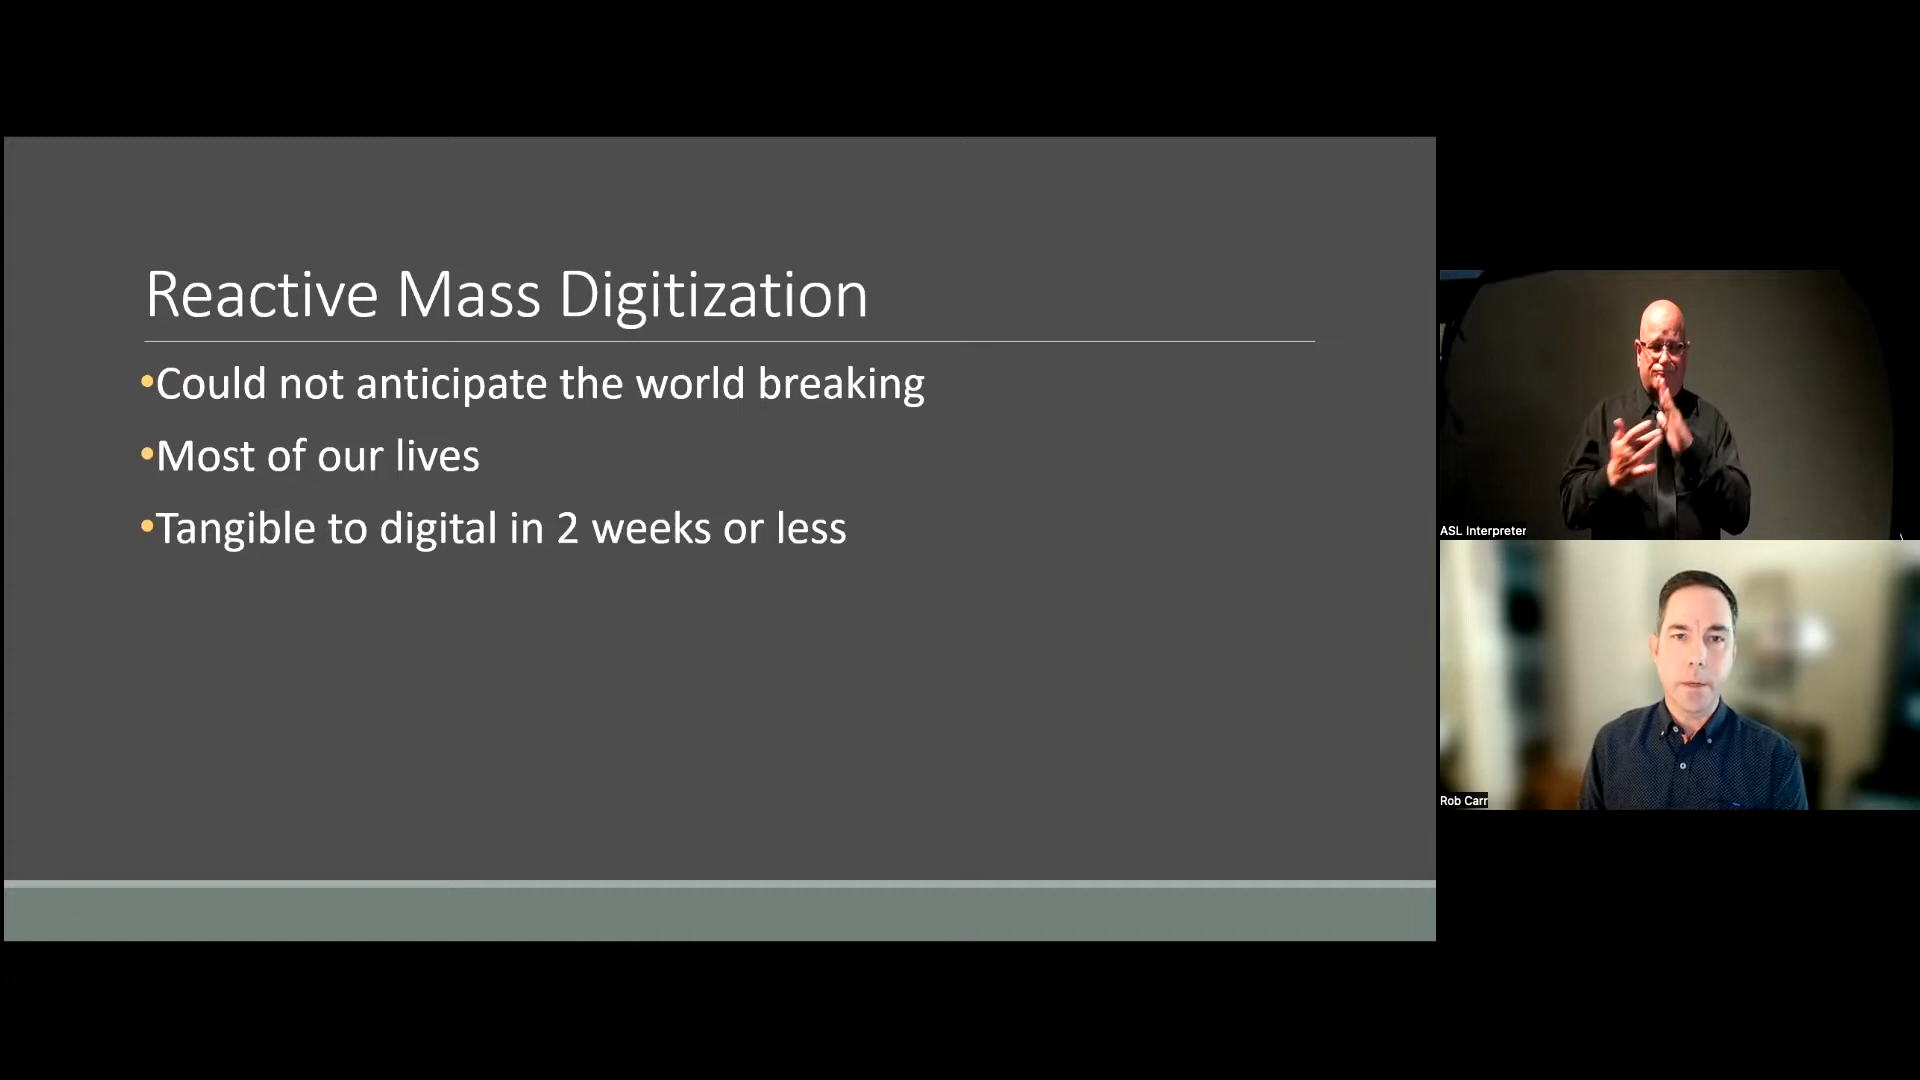 Reactive Mass Digitization
•Could not anticipate the world breaking
•Most of our lives
•Tangible to digital in 2 weeks or less
ASL Interpreter
Rob Carr